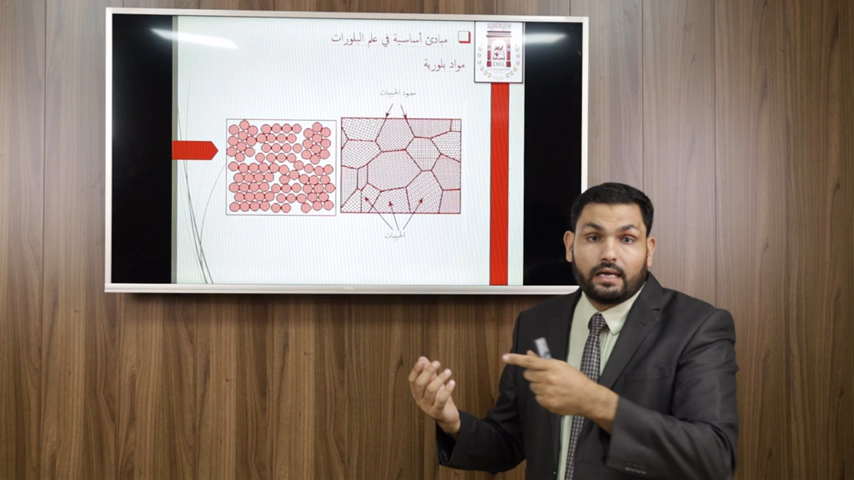 مبادئ أساسية في علم البلورات
مواد بلورية
حدود الحبيبات
الحبيبات